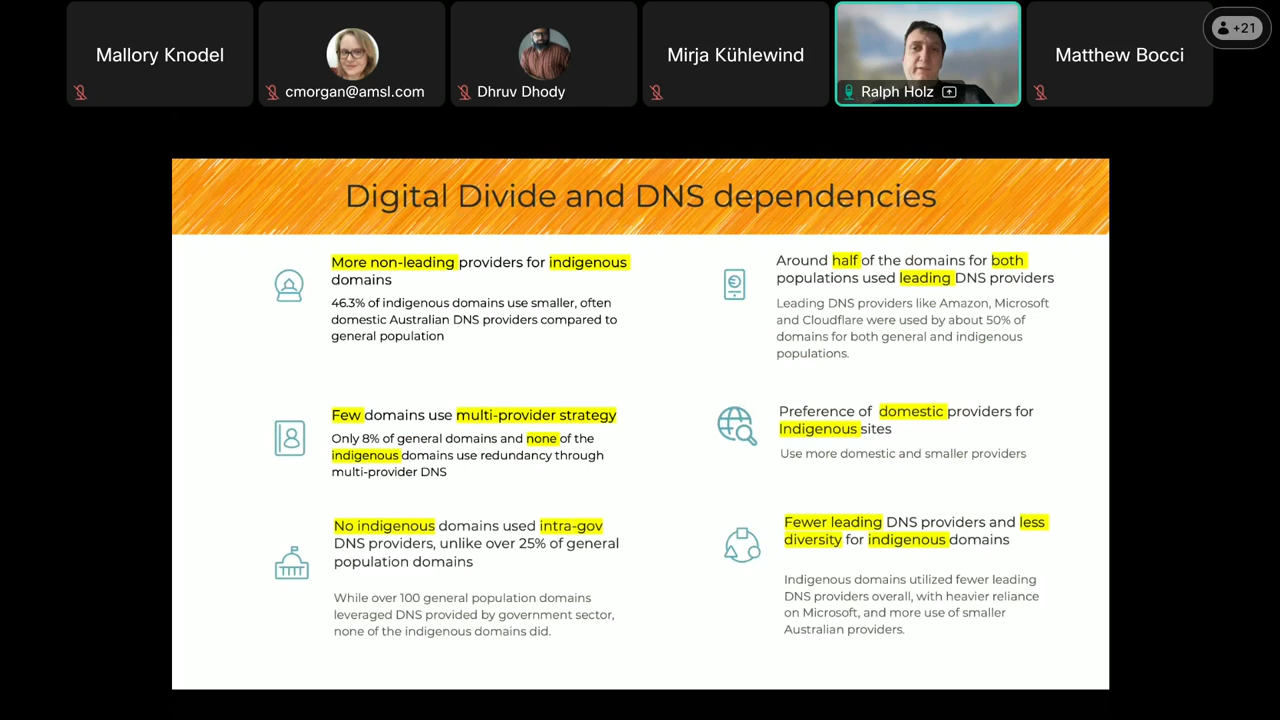 Mallory Knodel
cmorgan@amsl.com
Dhruv Dhody
Mirja Kühlewind
Ralph Holz
Matthew Bocci
+21
Digital Divide and DNS dependencies
More non-leading providers for indigenous
domains
46.3% of indigenous domains use smaller, often
domestic Australian DNS providers compared to
general population
Few domains use multi-provider strategy
Only 8% of general domains and none of the
indigenous domains use redundancy through
multi-provider DNS
No indigenous domains used intra-gov
DNS providers, unlike over 25% of general
population domains
While over 100 general population domains
leveraged DNS provided by government sector,
none of the indigenous domains did.
Around half of the domains for both
populations used leading DNS providers
Leading DNS providers like Amazon, Microsoft
and Cloudflare were used by about 50% of
domains for both general and indigenous
populations.
Preference of domestic providers for
Indigenous sites
Use more domestic and smaller providers
Fewer leading DNS providers and less
diversity for indigenous domains
Indigenous domains utilized fewer leading
DNS providers overall, with heavier reliance
on Microsoft, and more use of smaller
Australian providers.